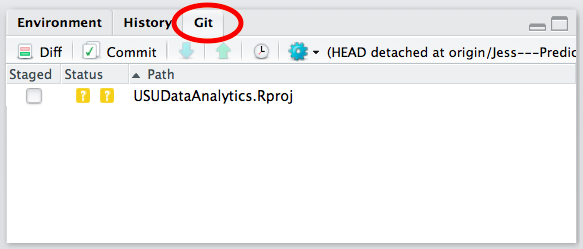 Environment History Git
Diff Commit (HEAD detached at origin/Jess---Predic
Staged Status Path
? ? USUDataAnalytics.Rproj